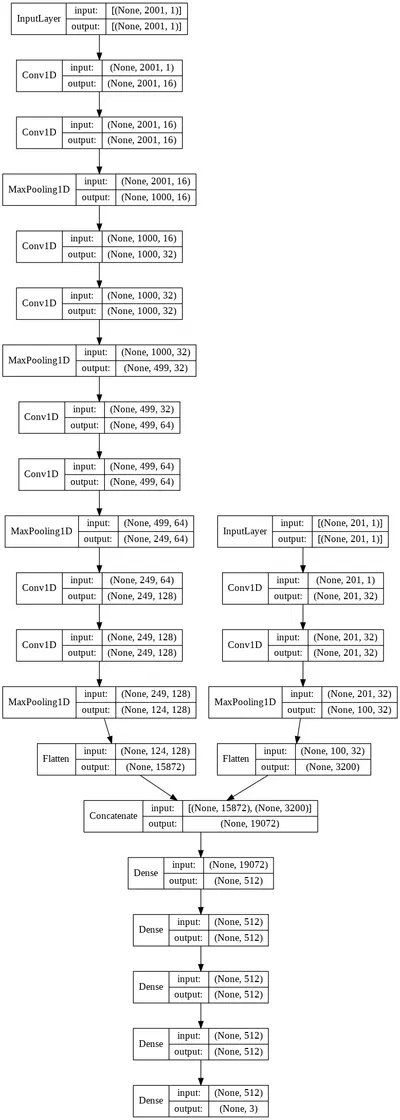 InputLayer input: [(None, 2001, 1)]
output: [(None, 2001, 1)]
Conv1D input: (None, 2001, 1)
output: (None, 2001, 16)
Conv1D input: (None, 2001, 16)
output: (None, 2001, 16)
MaxPooling1D input: (None, 2001, 16)
output: (None, 1000, 16)
Conv1D input: (None, 1000, 16)
output: (None, 1000, 32)
Conv1D input: (None, 1000, 32)
output: (None, 1000, 32)
MaxPooling1D input: (None, 1000, 32)
output: (None, 499, 32)
Conv1D input: (None, 499, 32)
output: (None, 499, 64)
Conv1D input: (None, 499, 64)
output: (None, 499, 64)
MaxPooling1D input: (None, 499, 64)
output: (None, 249, 64)
Conv1D input: (None, 249, 64)
output: (None, 249, 128)
Conv1D input: (None, 249, 128)
output: (None, 249, 128)
MaxPooling1D input: (None, 249, 128)
output: (None, 124, 128)
Flatten input: (None, 124, 128)
output: (None, 15872)
InputLayer input: [(None, 201, 1)]
output: [(None, 201, 1)]
Conv1D input: (None, 201, 1)
output: (None, 201, 32)
Conv1D input: (None, 201, 32)
output: (None, 201, 32)
MaxPooling1D input: (None, 201, 32)
output: (None, 100, 32)
Flatten input: (None, 100, 32)
output: (None, 3200)
Concatenate input: [(None, 15872), (None, 3200)]
output: (None, 19072)
Dense input: (None, 19072)
output: (None, 512)
Dense input: (None, 512)
output: (None, 512)
Dense input: (None, 512)
output: (None, 512)
Dense input: (None, 512)
output: (None, 512)
Dense input: (None, 512)
output: (None, 3)